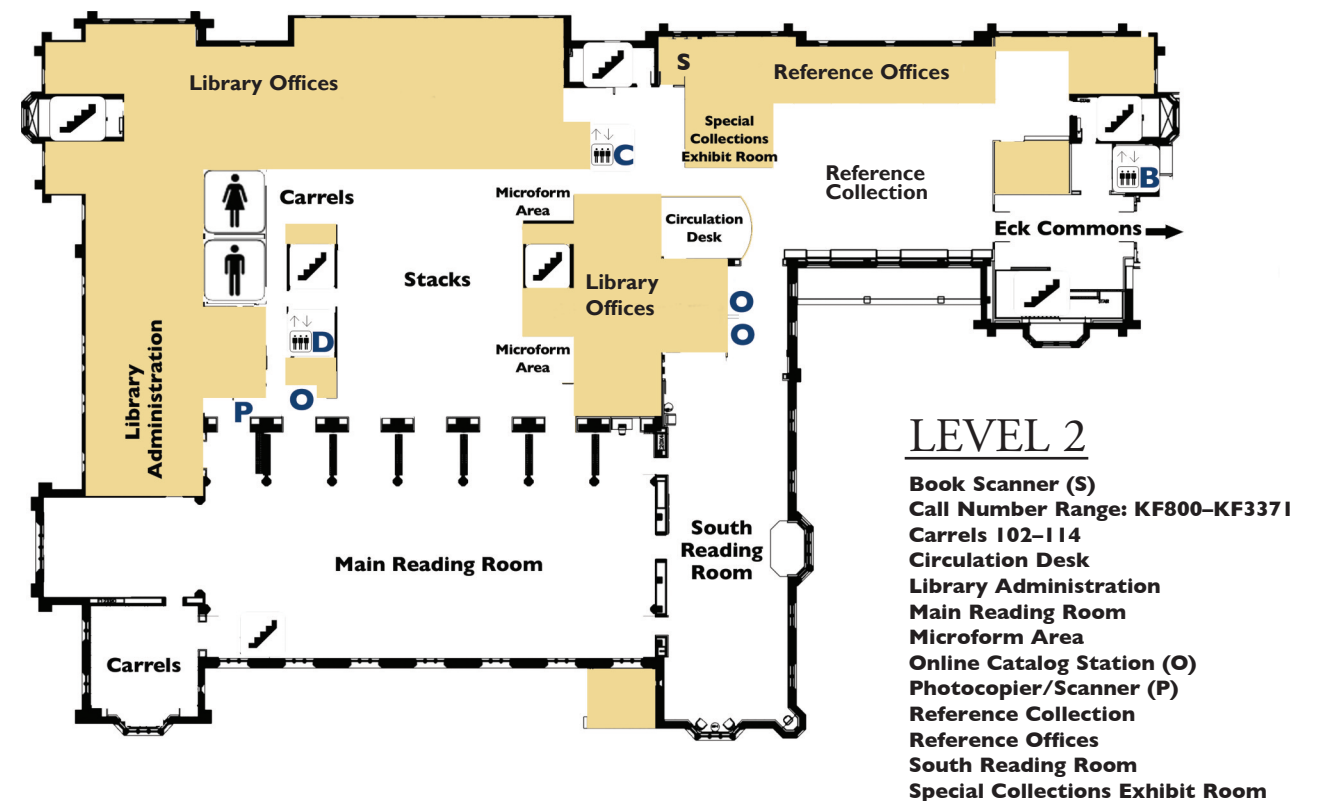 Library Offices
S
Reference Offices
Special
Collections
Exhibit Room
C
B
Reference
Collection
Carrels
Microform
Area
Circulation
Desk
Eck Commons
Stacks
Library
Offices
O
O
D
Microform
Area
Library
Administration
P
O
LEVEL 2
Book Scanner (S)
Call Number Range: KF800–KF3371
Carrels 102–114
Circulation Desk
Library Administration
Main Reading Room
Microform Area
Online Catalog Station (O)
Photocopier/Scanner (P)
Reference Collection
Reference Offices
South Reading Room
Special Collections Exhibit Room
South
Reading
Room
Main Reading Room
Carrels